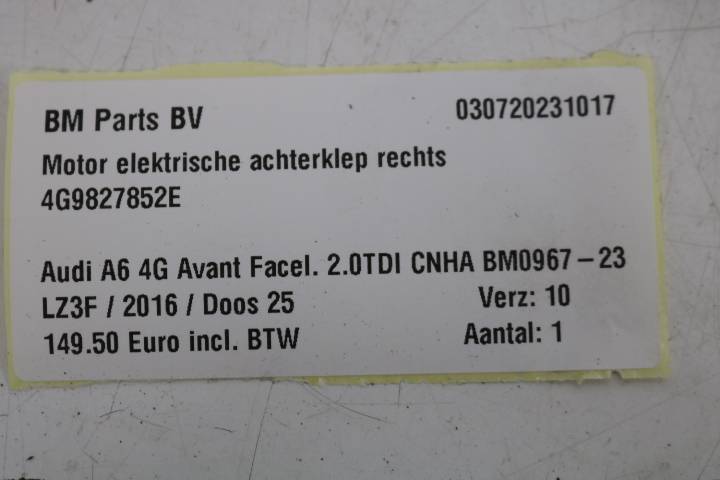 BM Parts BV 030720231017
Motor elektrische achterklep rechts
4G9827852E
Audi A6 4G Avant Facel. 2.0TDI CNHA BM0967-23
LZ3F / 2016 / Doos 25 Verz: 10
149.50 Euro incl. BTW Aantal: 1